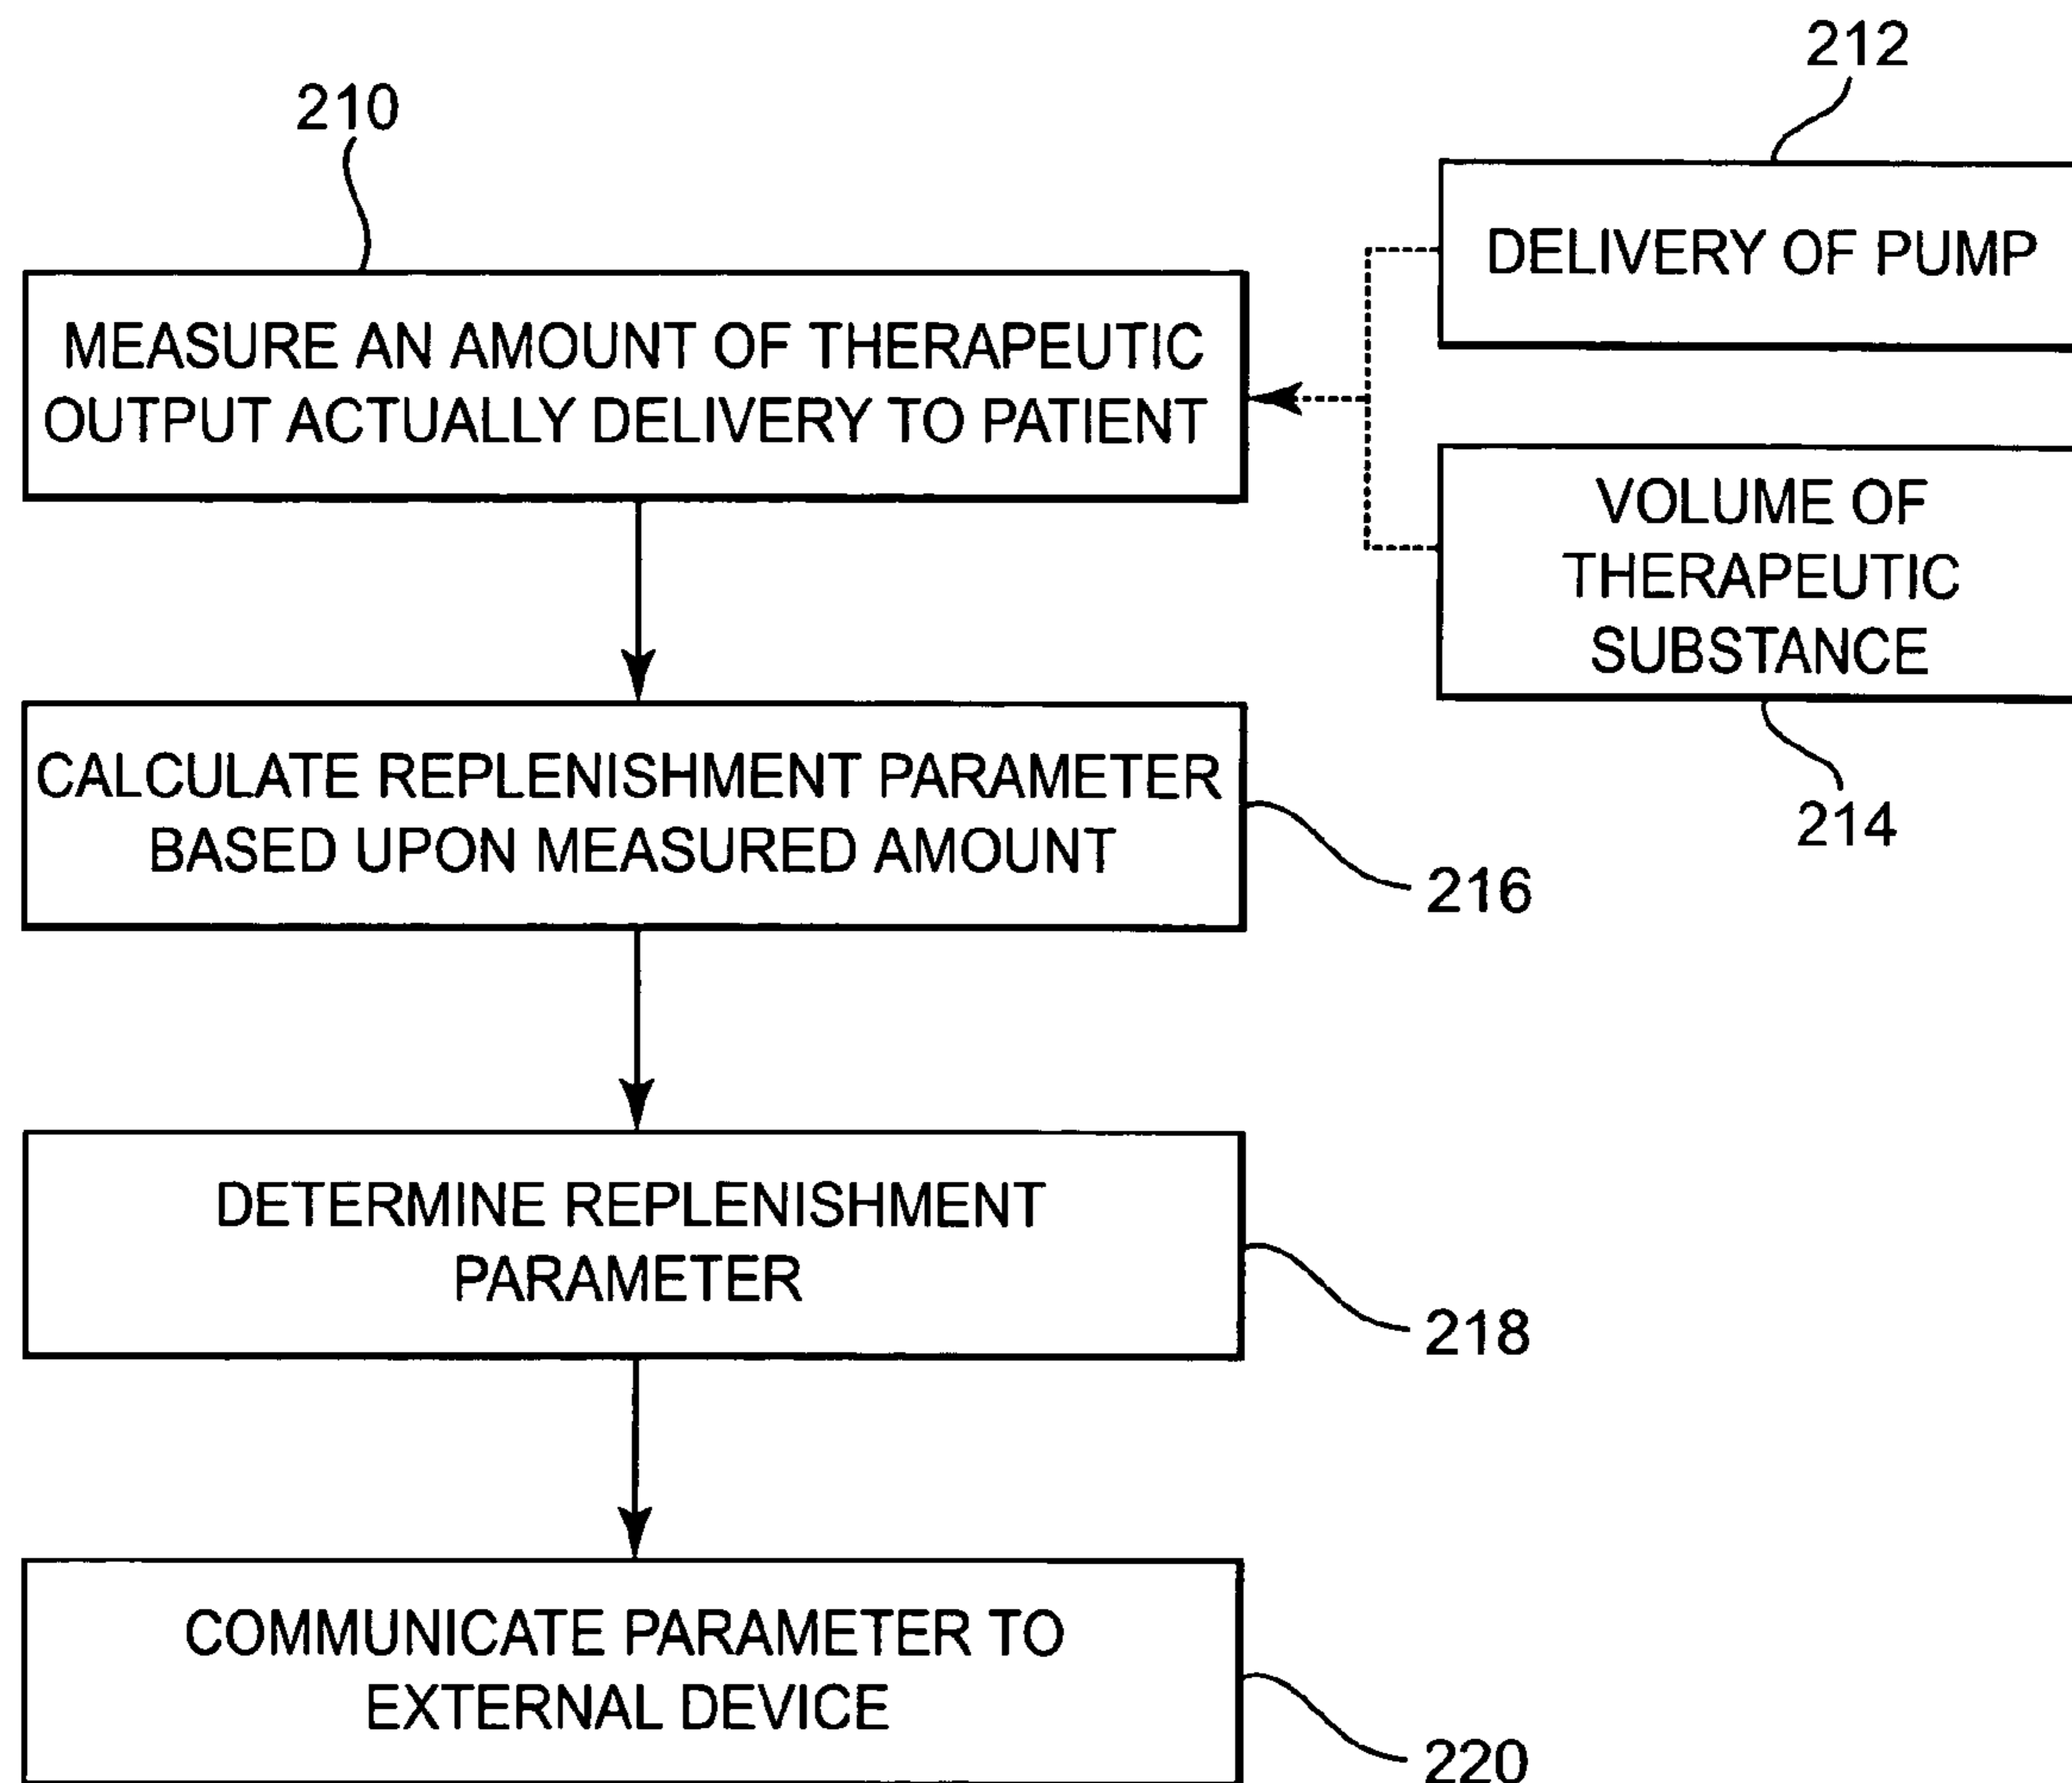 212
210
DELIVERY OF PUMP
MEASURE AN AMOUNT OF THERAPEUTIC
OUTPUT ACTUALLY DELIVERY TO PATIENT
VOLUME OF
THERAPEUTIC
SUBSTANCE
214
CALCULATE REPLENISHMENT PARAMETER
BASED UPON MEASURED AMOUNT
216
DETERMINE REPLENISHMENT
PARAMETER
218
COMMUNICATE PARAMETER TO
EXTERNAL DEVICE
220